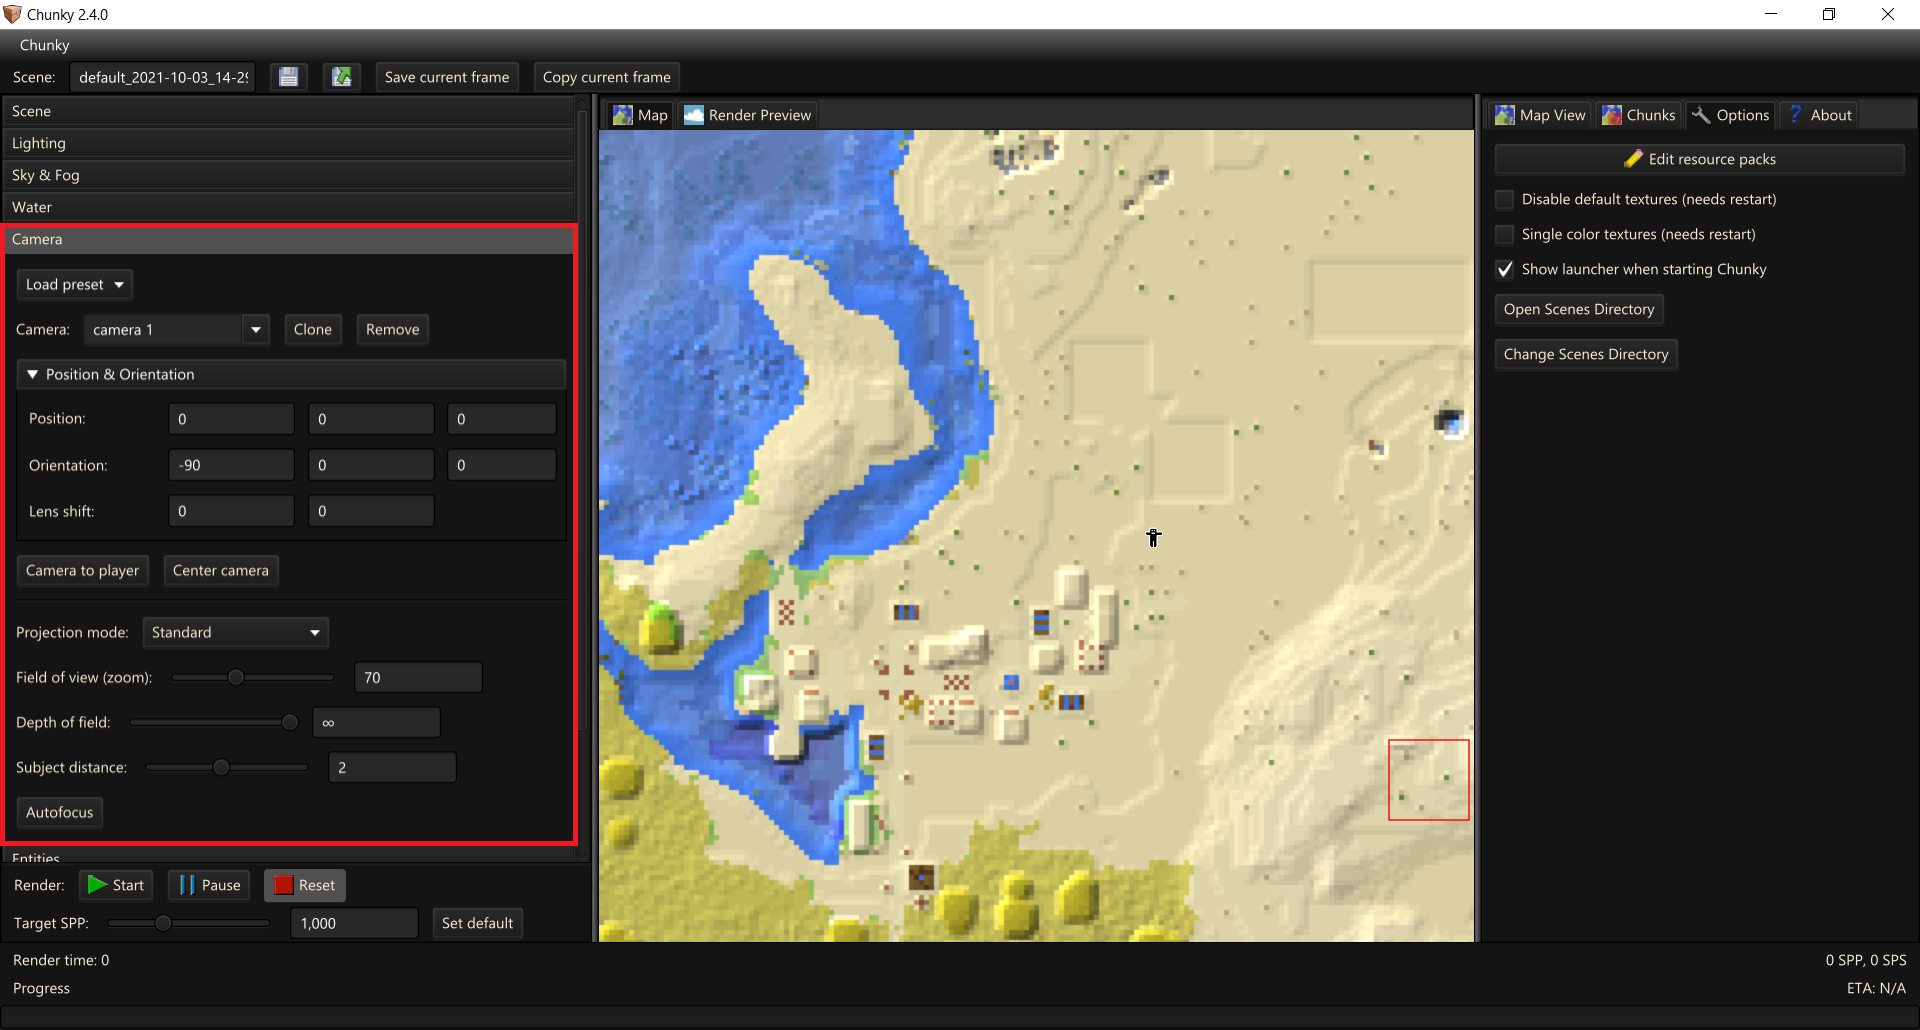 Chunky 2.4.0
Chunky
Scene: default_2021-10-03_14-29 Save current frame Copy current frame
Scene
Lighting
Sky & Fog
Water
Camera
Load preset
Camera: camera 1 Clone Remove
Position & Orientation
Position: 0 0 0
Orientation: -90 0 0
Lens shift: 0 0
Camera to player Center camera
Projection mode: Standard
Field of view (zoom): 70
Depth of field: ∞
Subject distance: 2
Autofocus
Entities
Render: Start Pause Reset
Target SPP: 1,000 Set default
Render time: 0
Progress
Map Render Preview
Map View Chunks Options ? About
Edit resource packs
Disable default textures (needs restart)
Single color textures (needs restart)
Show launcher when starting Chunky
Open Scenes Directory
Change Scenes Directory
0 SPP, 0 SPS
ETA: N/A